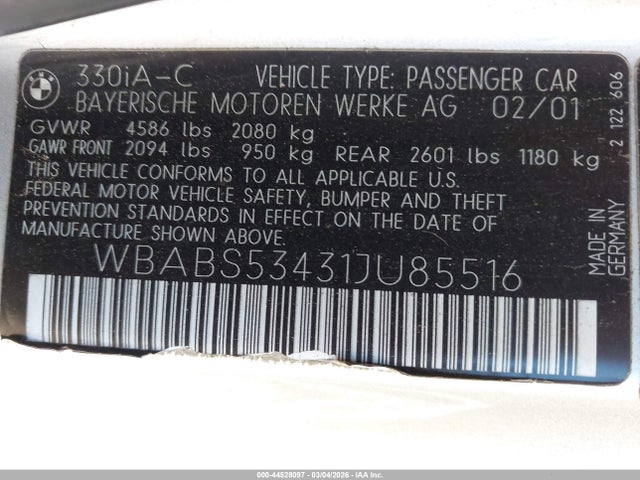 BMW
330iA-C VEHICLE TYPE: PASSENGER CAR
BAYERISCHE MOTOREN WERKE AG 02/01
GVWR 4586 lbs 2080 kg
GAWR FRONT 2094 lbs 950 kg REAR 2601 lbs 1180 kg
THIS VEHICLE CONFORMS TO ALL APPLICABLE U.S.
FEDERAL MOTOR VEHICLE SAFETY, BUMPER AND THEFT
PREVENTION STANDARDS IN EFFECT ON THE DATE OF
MANUFACTURE SHOWN ABOVE.
WBABS53431JU85516
MADE IN
GERMANY 2 122 606
000-44528097 - 03/04/2026 - IAA Inc.